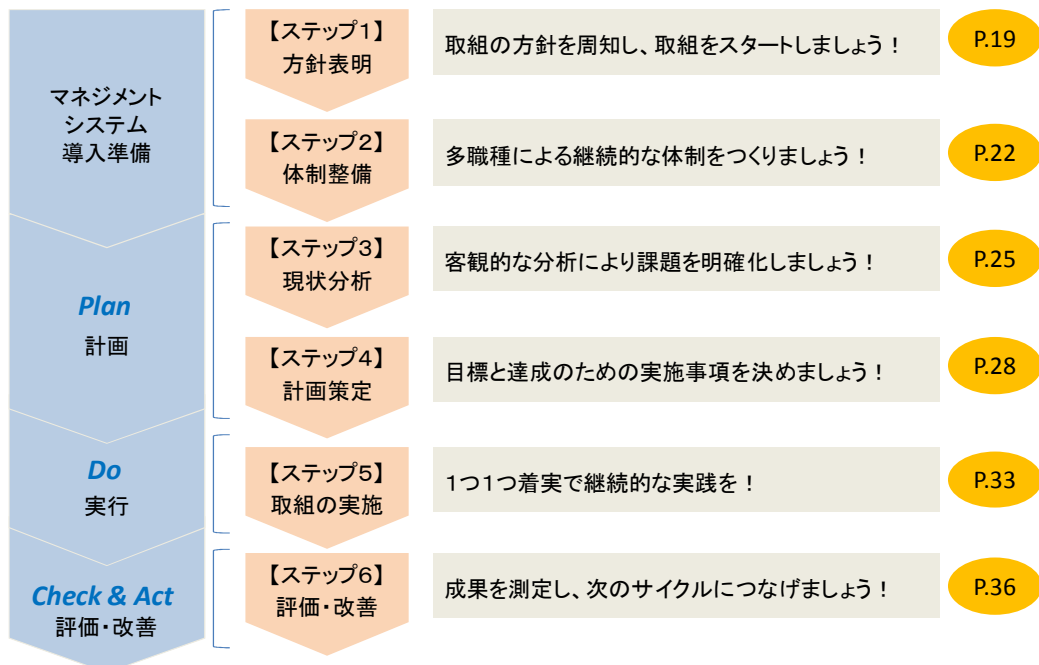 マネジメント
システム
導入準備
【ステップ1】
方針表明
取組の方針を周知し、取組をスタートしましょう！
P.19
【ステップ2】
体制整備
多職種による継続的な体制をつくりましょう！
P.22
Plan
計画
【ステップ3】
現状分析
客観的な分析により課題を明確化しましょう！
P.25
【ステップ4】
計画策定
目標と達成のための実施事項を決めましょう！
P.28
Do
実行
【ステップ5】
取組の実施
1つ1つ着実で継続的な実践を！
P.33
Check & Act
評価・改善
【ステップ6】
評価・改善
成果を測定し、次のサイクルにつなげましょう！
P.36